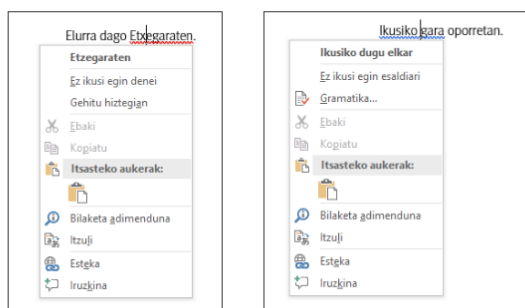 Elurra dago Etxegaraten.
Etzegaraten
Ez ikusi egin denei
Gehitu hiztegian
Ebaki
Kopiatu
Itsasteko aukerak:
Bilaketa adimenduna
Itzuli
Esteka
Iruzkina
Ikusiko gara oporretan.
Ikusiko dugu elkar
Ez ikusi egin esaldiari
Gramatika...
Ebaki
Kopiatu
Itsasteko aukerak:
Bilaketa adimenduna
Itzuli
Esteka
Iruzkina